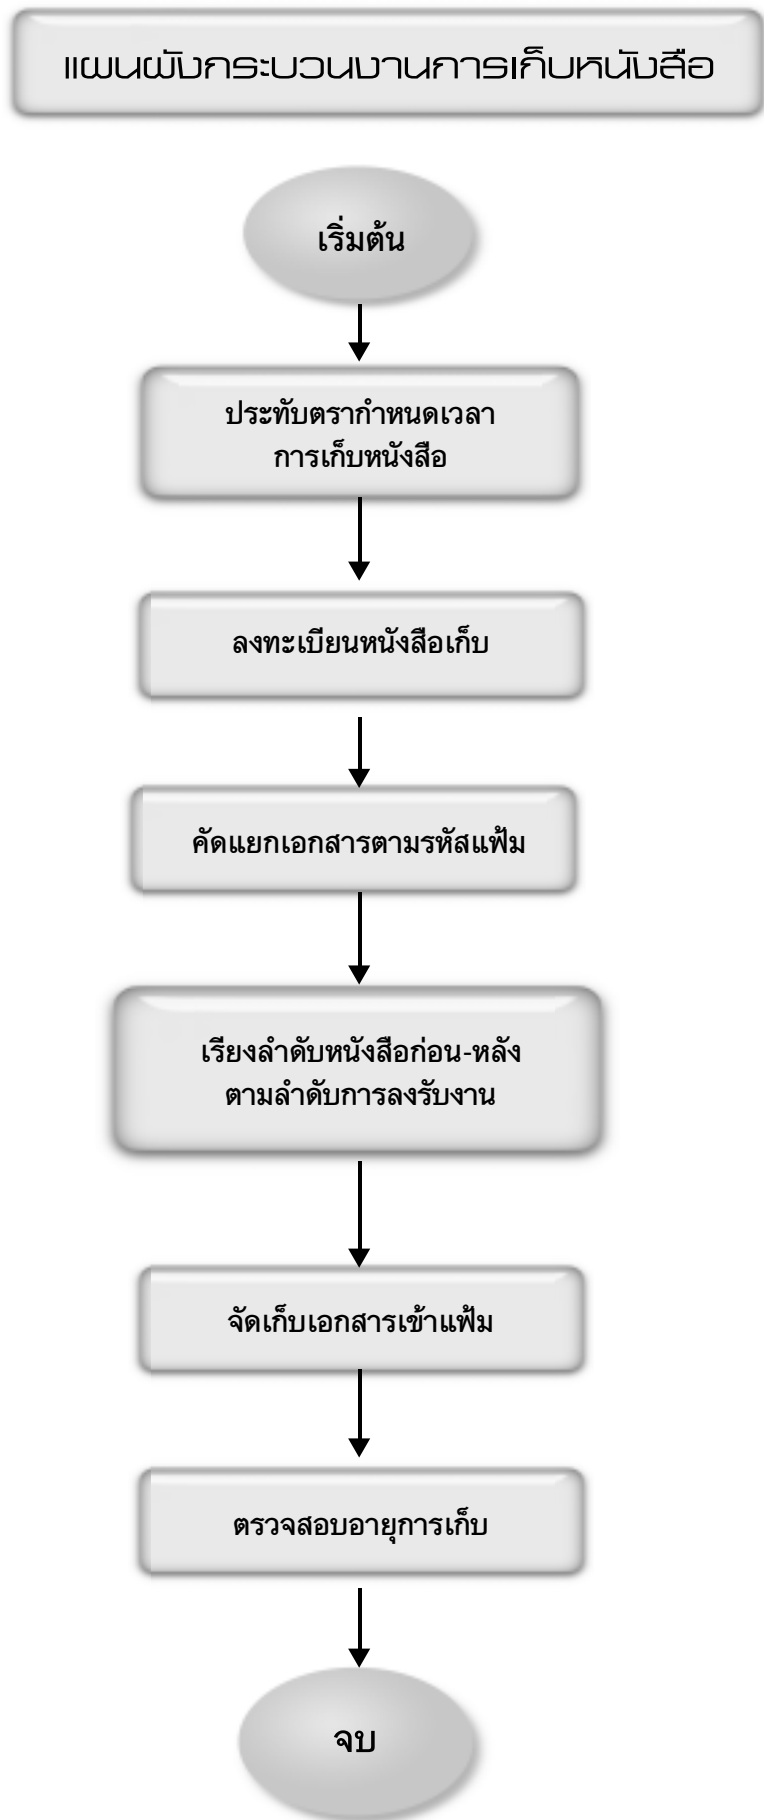 แผนผังกระบวนงานการเก็บหนังสือ
เริ่มต้น
ประทับตรากำหนดเวลา
การเก็บหนังสือ
ลงทะเบียนหนังสือเก็บ
คัดแยกเอกสารตามรหัสแฟ้ม
เรียงลำดับหนังสือก่อน-หลัง
ตามลำดับการลงรับงาน
จัดเก็บเอกสารเข้าแฟ้ม
ตรวจสอบอายุการเก็บ
จบ